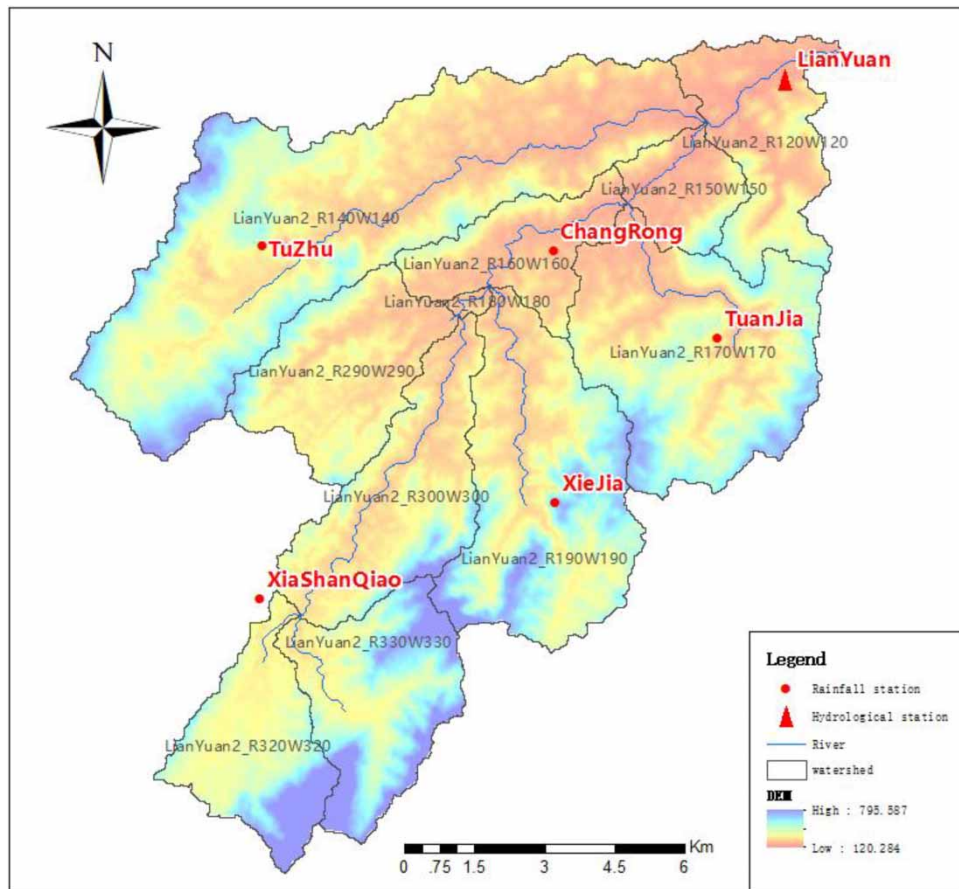 N
LianYuan
LianYuan2_R120W120
LianYuan2_R150W150
LianYuan2_R140W140
TuZhu
ChangRong
LianYuan2_R160W160
LianYuan2_R180W180
TuanJia
LianYuan2_R170W170
LianYuan2_R290W290
XieJia
LianYuan2_R300W300
LianYuan2_R190W190
XiaShanQiao
LianYuan2_R330W330
LianYuan2_R320W320
Legend
Rainfall station
Hydrological station
River
watershed
DEM
High : 795.587
Low : 120.284
0 .75 1.5 3 4.5 6 Km